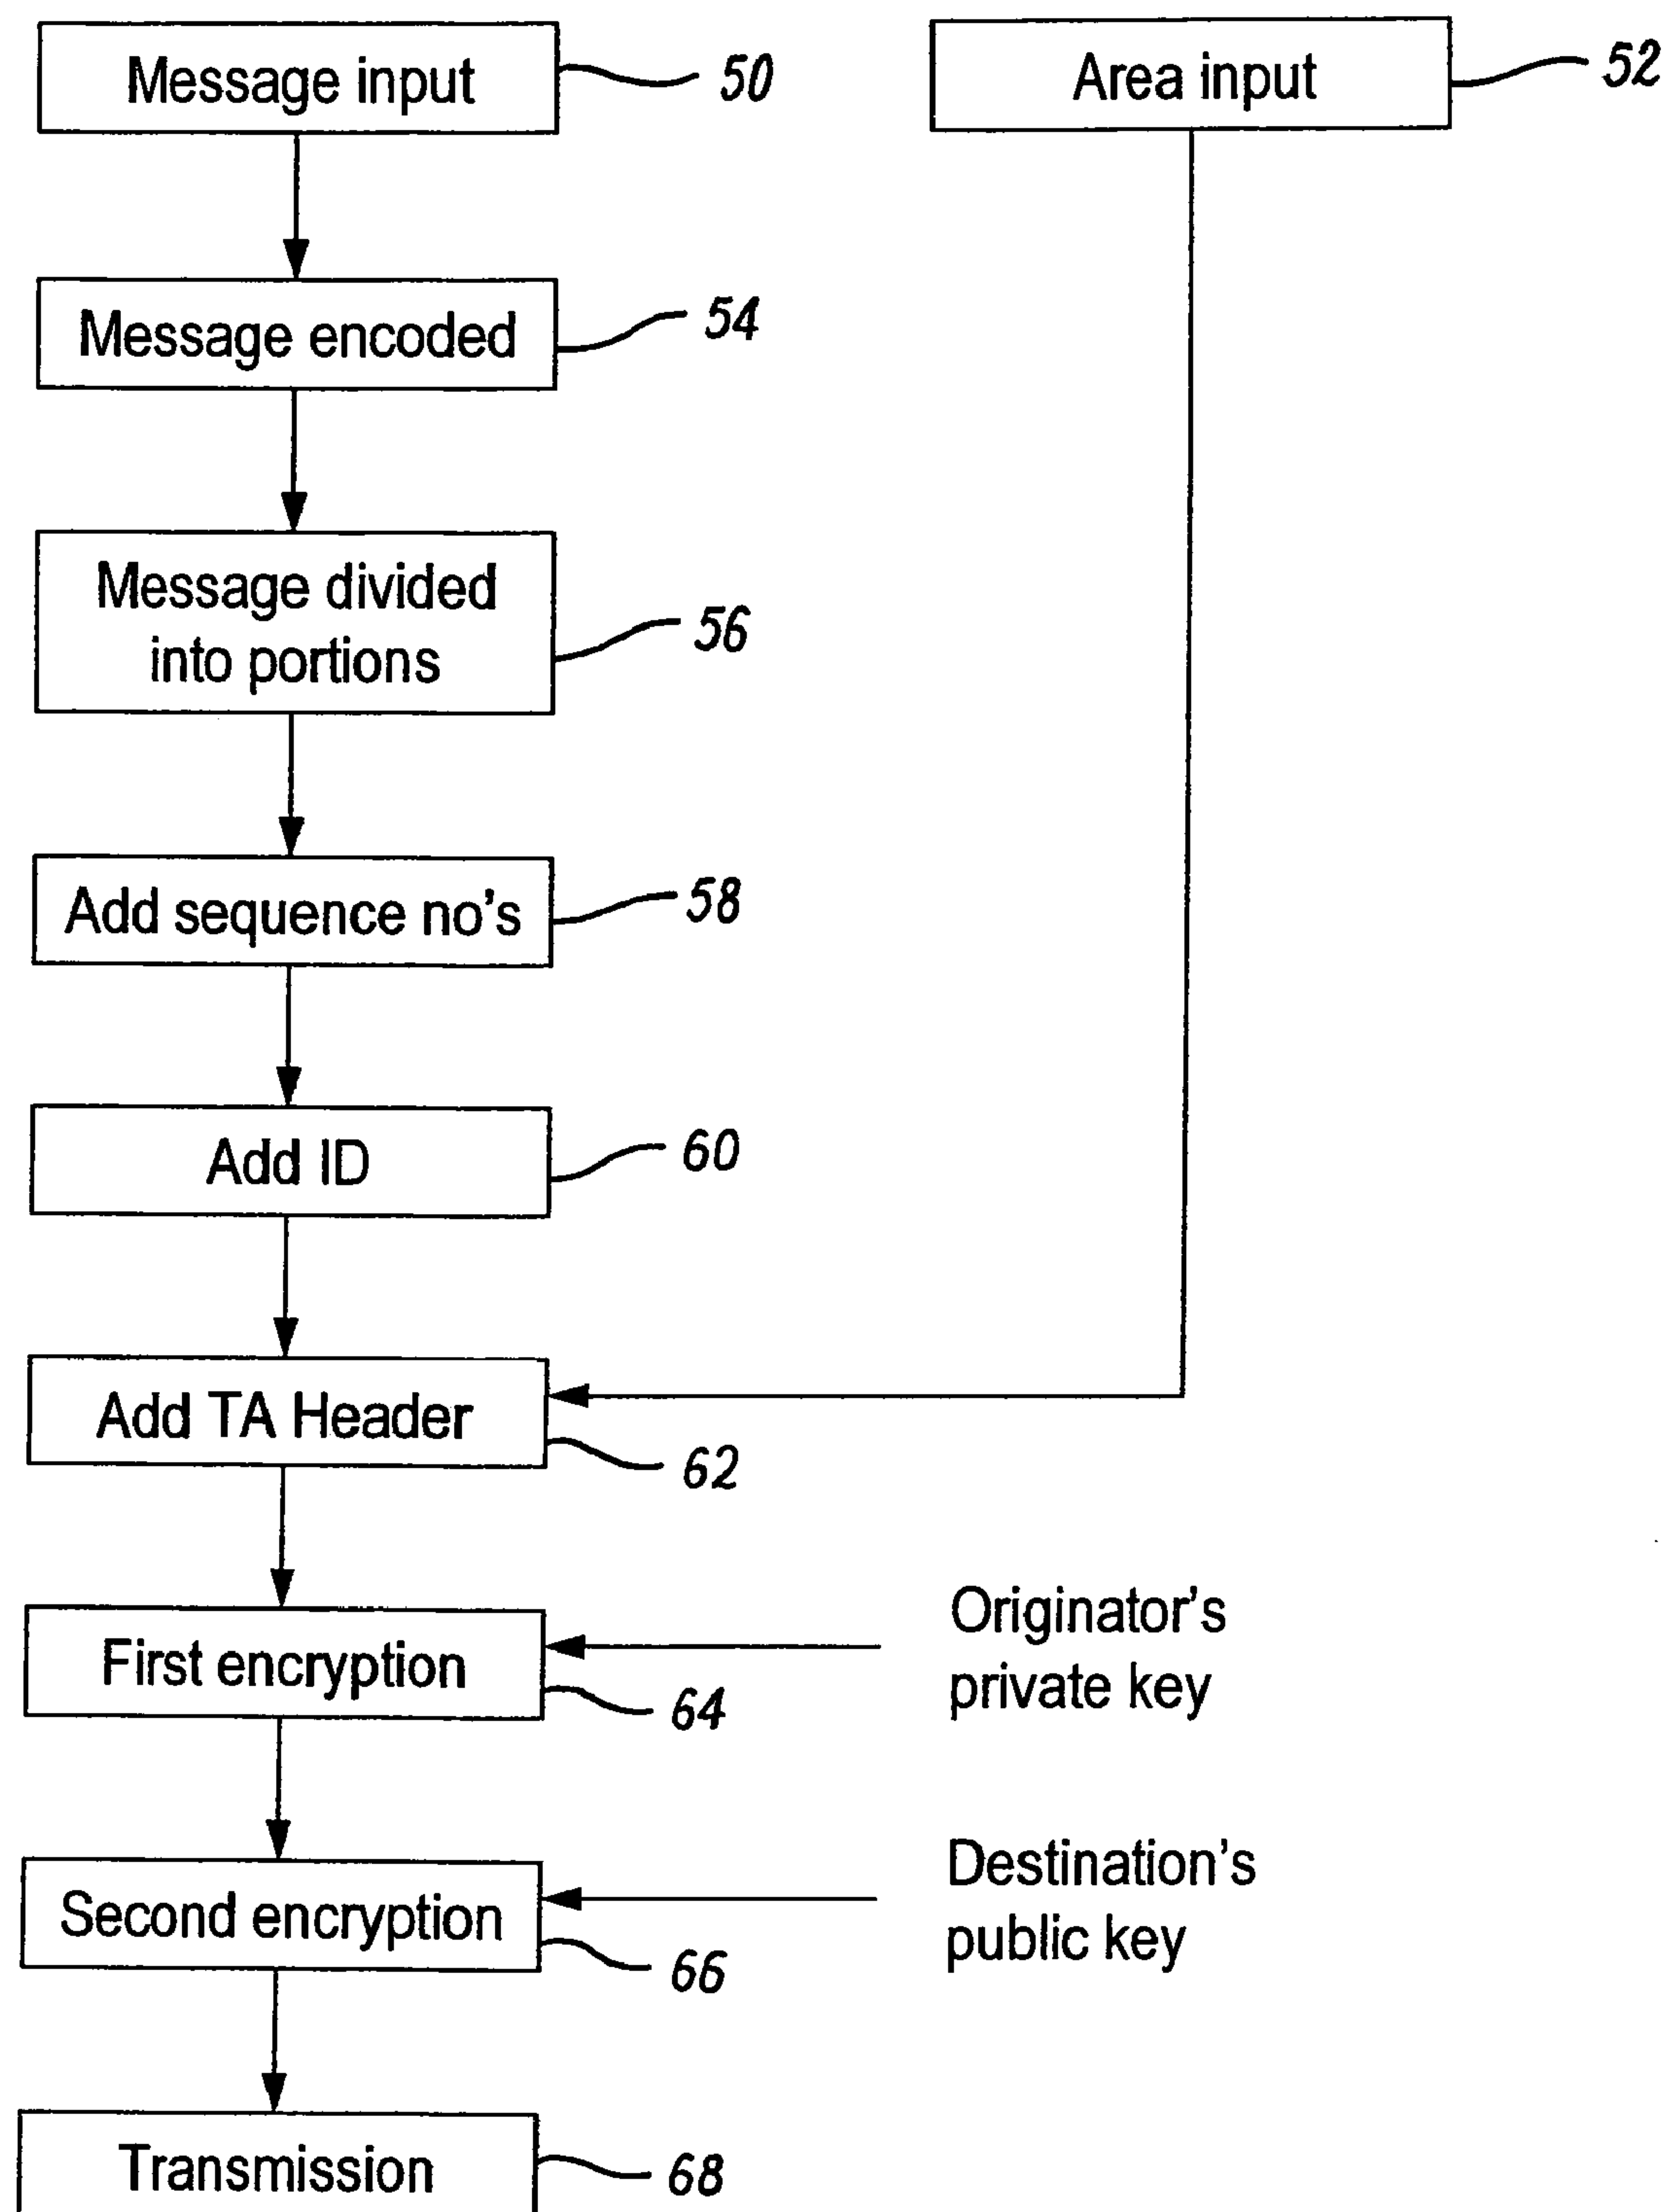 Message input
50
Area input
52
Message encoded
54
Message divided
into portions
56
Add sequence no's
58
Add ID
60
Add TA Header
62
First encryption
64
Originator's
private key
Second encryption
66
Destination's
public key
Transmission
68